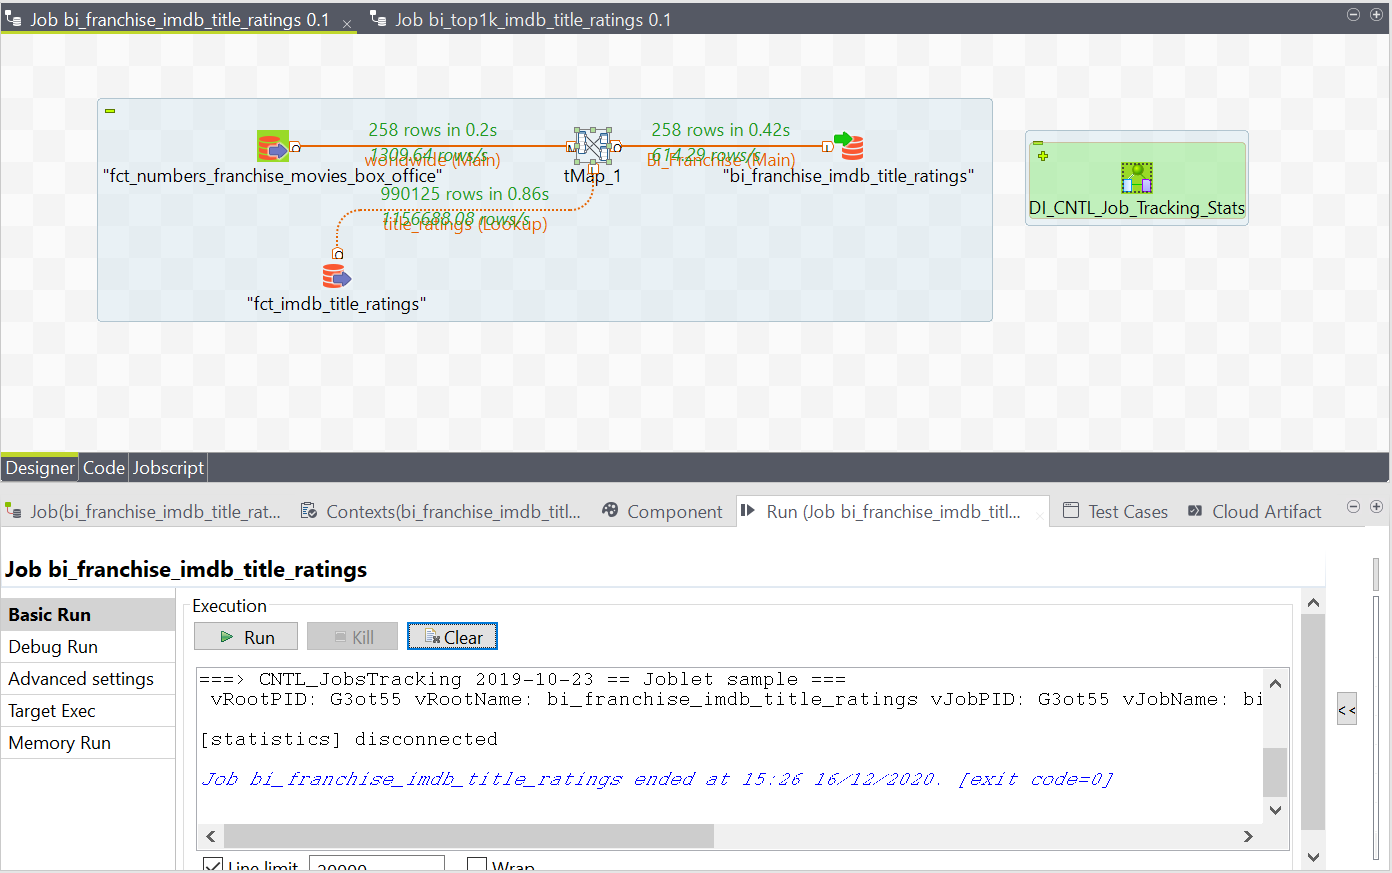 Job bi_franchise_imdb_title_ratings 0.1
Job bi_top1k_imdb_title_ratings 0.1
258 rows in 0.2s
1309.64 rows/s
worldwide (Main)
258 rows in 0.42s
614.29 rows/s
BI_Franchise (Main)
"fct_numbers_franchise_movies_box_office"
tMap_1
"bi_franchise_imdb_title_ratings"
990125 rows in 0.86s
1156688.08 rows/s
title_ratings (Lookup)
"fct_imdb_title_ratings"
DI_CNTL_Job_Tracking_Stats
Designer Code Jobscript
Job(bi_franchise_imdb_title_rat... Contexts(bi_franchise_imdb_titl... Component Run (Job bi_franchise_imdb_titl... Test Cases Cloud Artifact
Job bi_franchise_imdb_title_ratings
Basic Run
Debug Run
Advanced settings
Target Exec
Memory Run
Execution
Run Kill Clear
===> CNTL_JobsTracking 2019-10-23 == Joblet sample ===
vRootPID: G3ot55 vRootName: bi_franchise_imdb_title_ratings vJobPID: G3ot55 vJobName: bi
[statistics] disconnected
Job bi_franchise_imdb_title_ratings ended at 15:26 16/12/2020. [exit code=0]
<<
Line limit 20000 Wrap